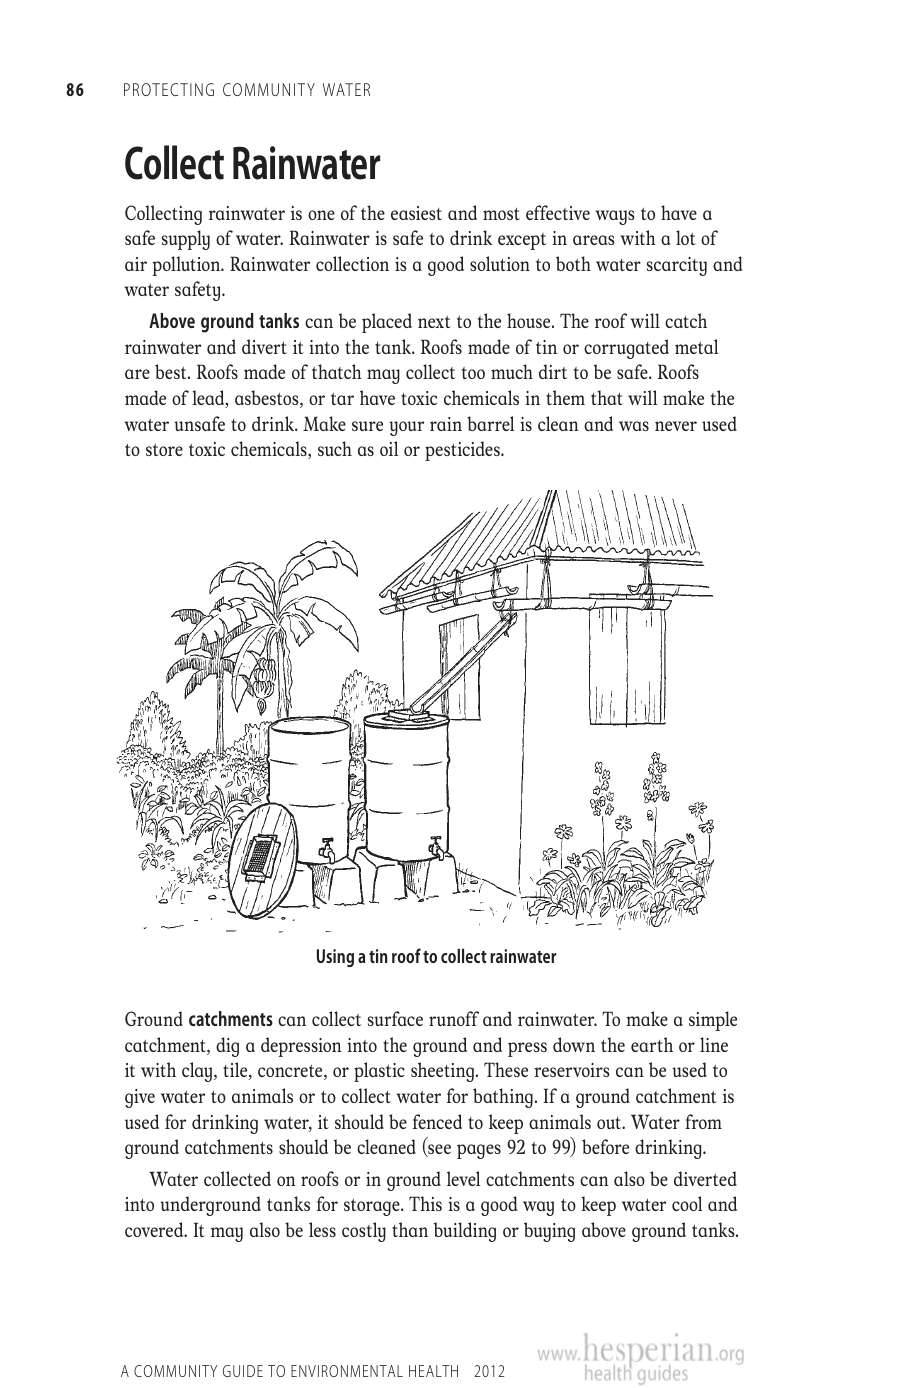 86 PROTECTING COMMUNITY WATER
Collect Rainwater
Collecting rainwater is one of the easiest and most effective ways to have a
safe supply of water. Rainwater is safe to drink except in areas with a lot of
air pollution. Rainwater collection is a good solution to both water scarcity and
water safety.
Above ground tanks can be placed next to the house. The roof will catch
rainwater and divert it into the tank. Roofs made of tin or corrugated metal
are best. Roofs made of thatch may collect too much dirt to be safe. Roofs
made of lead, asbestos, or tar have toxic chemicals in them that will make the
water unsafe to drink. Make sure your rain barrel is clean and was never used
to store toxic chemicals, such as oil or pesticides.
Using a tin roof to collect rainwater
Ground catchments can collect surface runoff and rainwater. To make a simple
catchment, dig a depression into the ground and press down the earth or line
it with clay, tile, concrete, or plastic sheeting. These reservoirs can be used to
give water to animals or to collect water for bathing. If a ground catchment is
used for drinking water, it should be fenced to keep animals out. Water from
ground catchments should be cleaned (see pages 92 to 99) before drinking.
Water collected on roofs or in ground level catchments can also be diverted
into underground tanks for storage. This is a good way to keep water cool and
covered. It may also be less costly than building or buying above ground tanks.
A COMMUNITY GUIDE TO ENVIRONMENTAL HEALTH 2012
www.hesperian.org
health guides